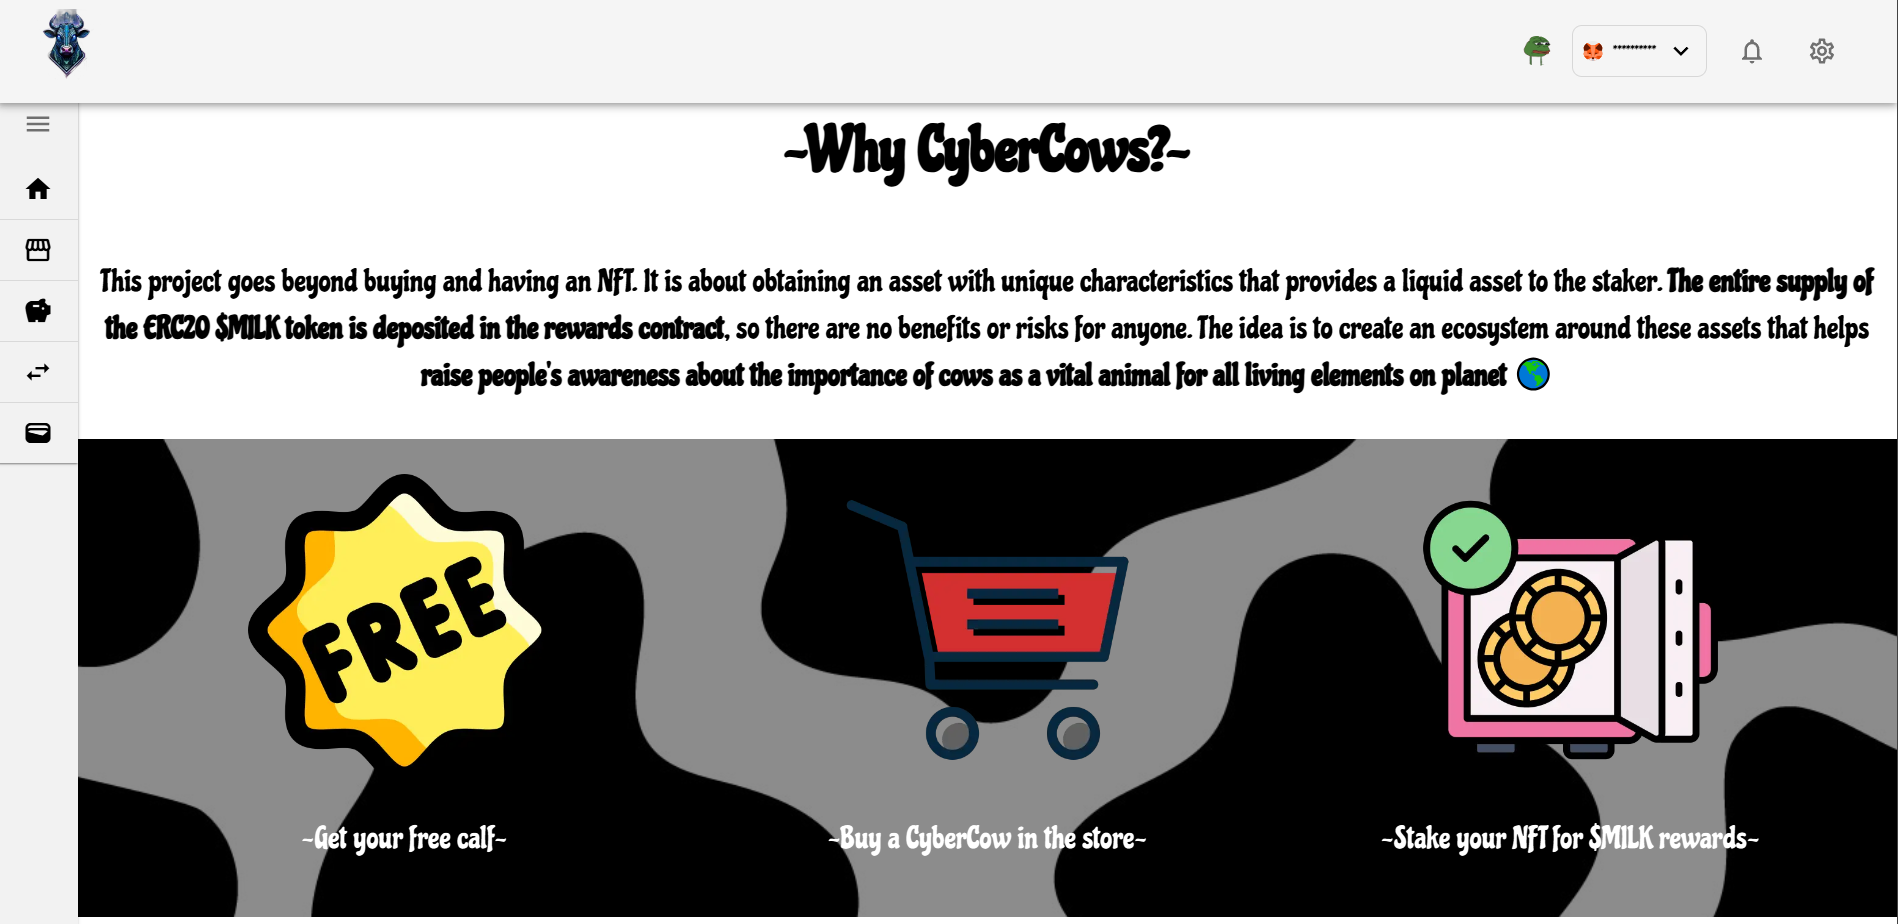 **********
~Why CyberCows?~
This project goes beyond buying and having an NFT. It is about obtaining an asset with unique characteristics that provides a liquid asset to the staker. The entire supply of
the ERC20 $MILK token is deposited in the rewards contract, so there are no benefits or risks for anyone. The idea is to create an ecosystem around these assets that helps
raise people's awareness about the importance of cows as a vital animal for all living elements on planet 🌎
FREE
~Get your free calf~
~Buy a CyberCow in the store~
~Stake your NFT for $MILK rewards~